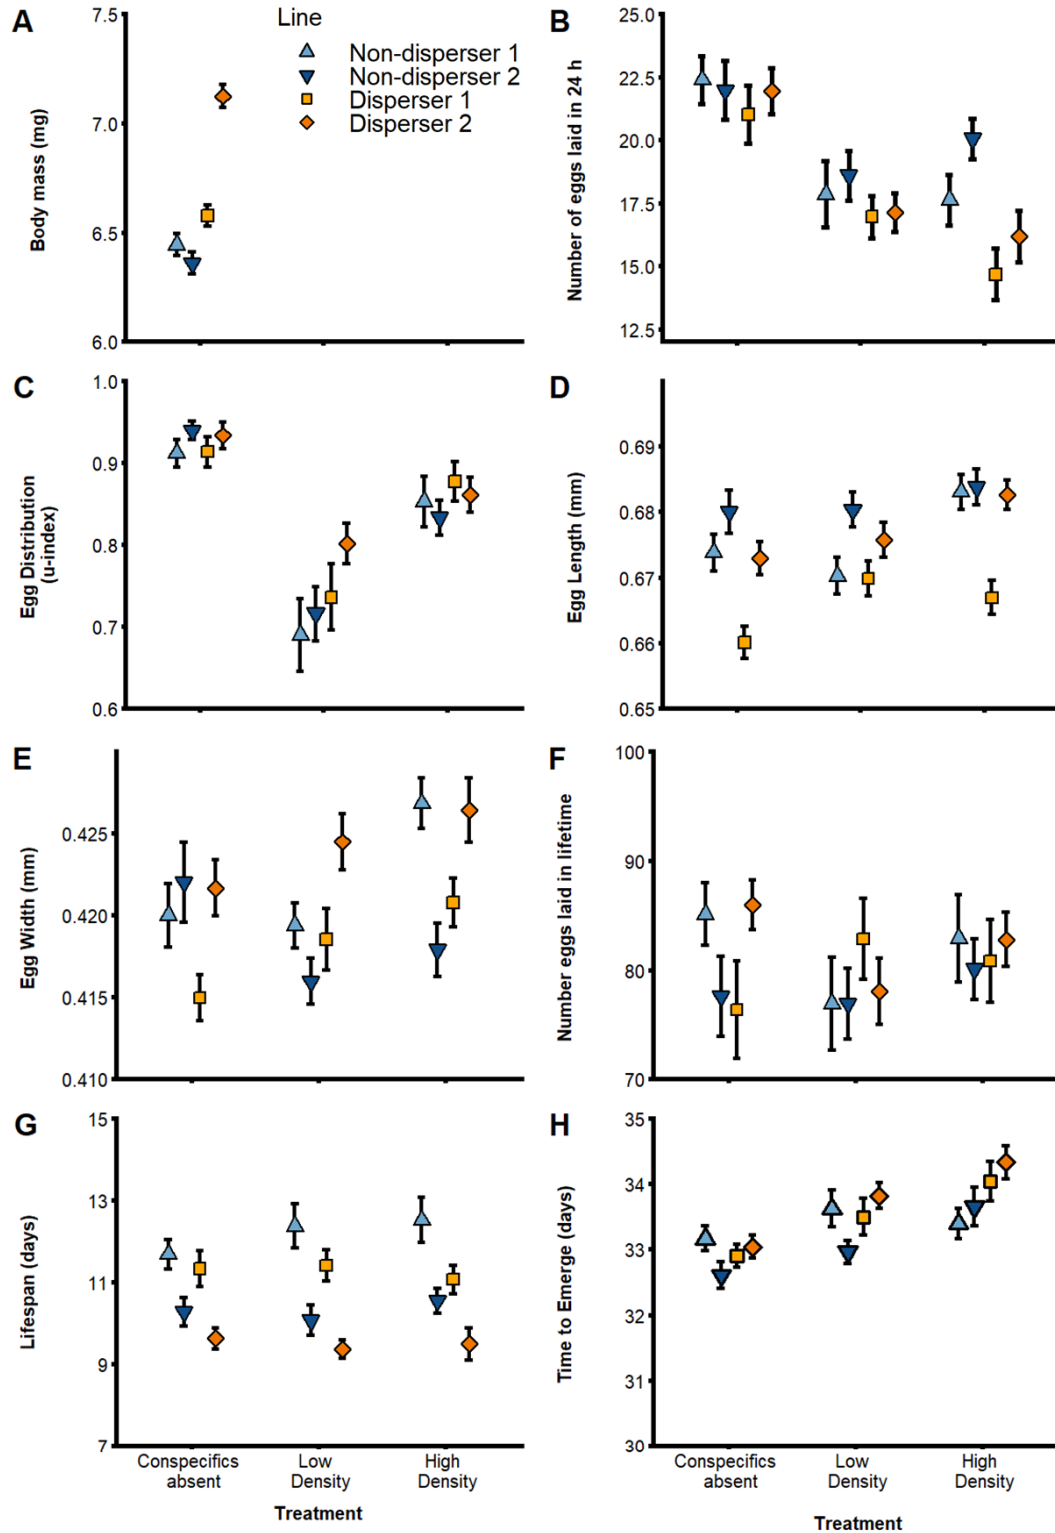 A
7.5
7.0
6.5
6.0
Body mass (mg)
Line
Non-disperser 1
Non-disperser 2
Disperser 1
Disperser 2
B
25.0
22.5
20.0
17.5
15.0
12.5
Number of eggs laid in 24 h
C
1.0
0.9
0.8
0.7
0.6
Egg Distribution
(u-index)
D
0.69
0.68
0.67
0.66
0.65
Egg Length (mm)
E
0.425
0.420
0.415
0.410
Egg Width (mm)
F
100
90
80
70
Number eggs laid in lifetime
G
15
13
11
9
7
Lifespan (days)
Conspecifics
absent
Low
Density
High
Density
Treatment
H
35
34
33
32
31
30
Time to Emerge (days)
Conspecifics
absent
Low
Density
High
Density
Treatment